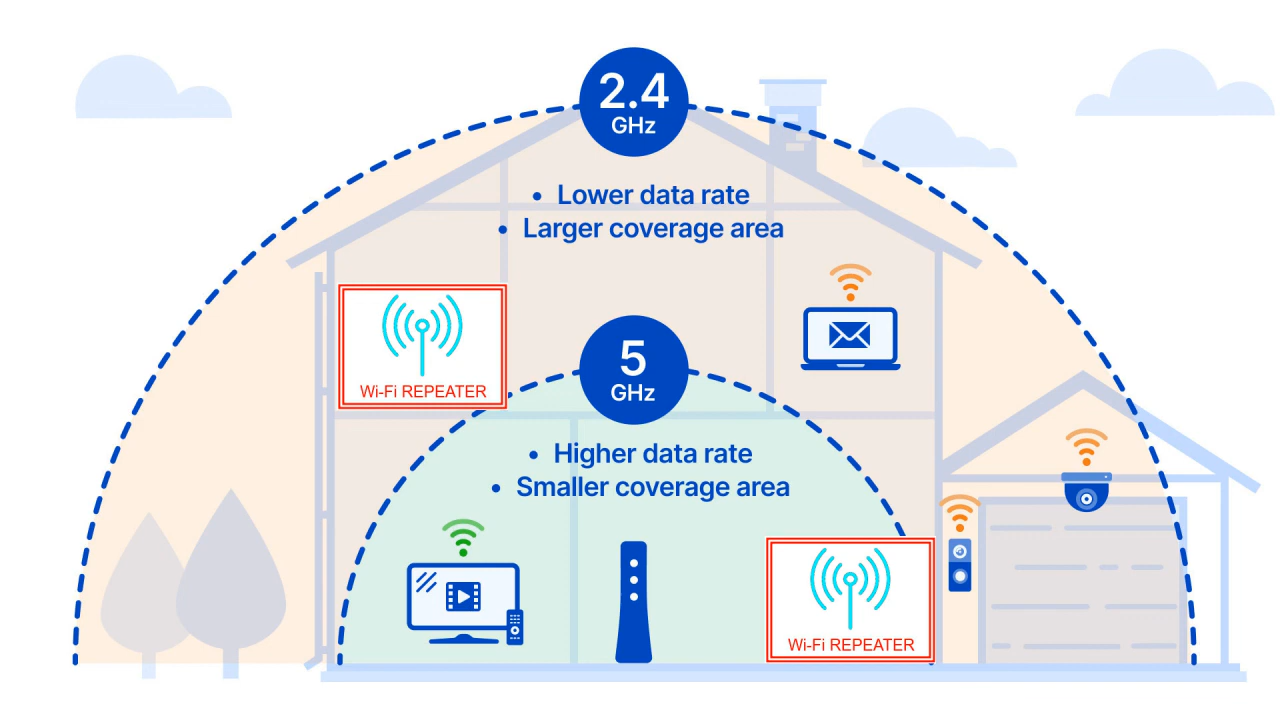 2.4
GHz
• Lower data rate
• Larger coverage area
Wi-Fi REPEATER
5
GHz
• Higher data rate
• Smaller coverage area
Wi-Fi REPEATER